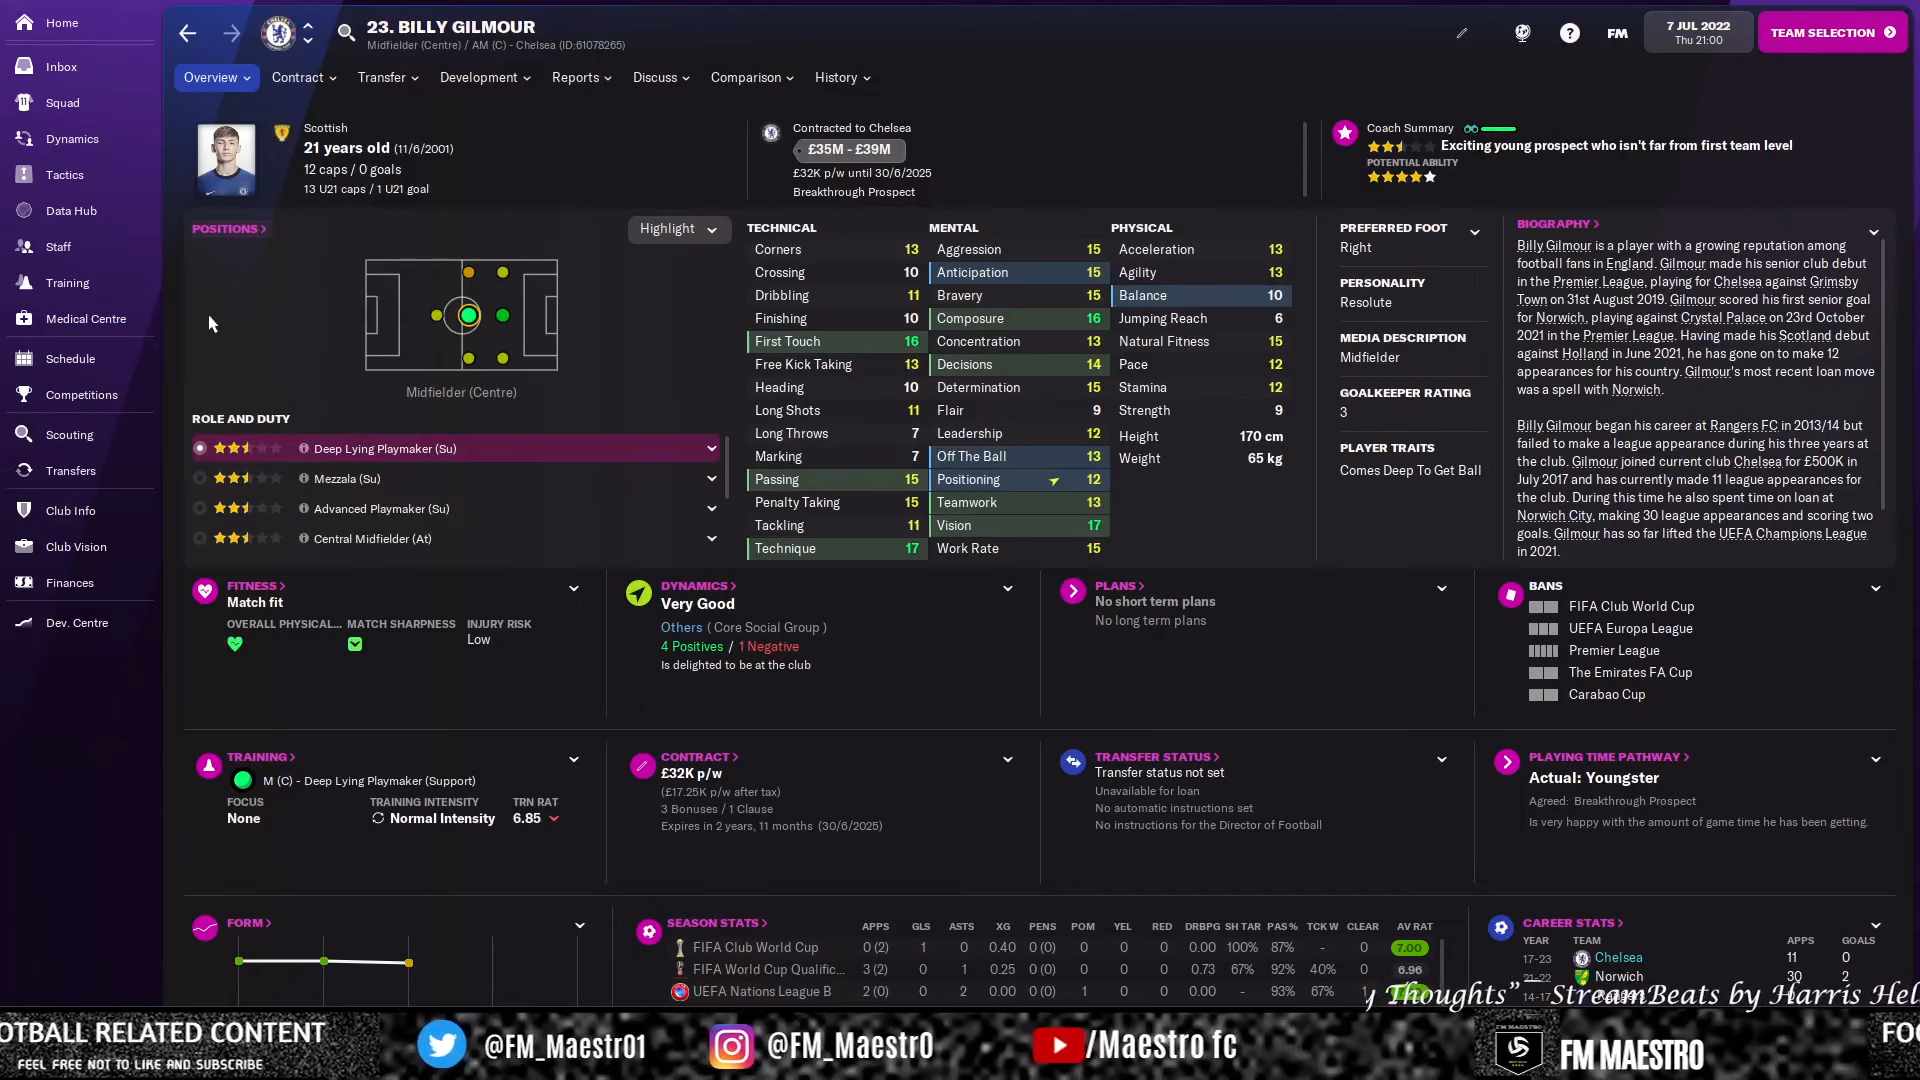 Home
Inbox
Squad
Dynamics
Tactics
Data Hub
Staff
Training
Medical Centre
Schedule
Competitions
Scouting
Transfers
Club Info
Club Vision
Finances
Dev. Centre
23. BILLY GILMOUR
Midfielder (Centre) / AM (C) - Chelsea (ID:61078265)
FM
7 JUL 2022
Thu 21:00
TEAM SELECTION
Overview Contract Transfer Development Reports Discuss Comparison History
Scottish
21 years old (11/6/2001)
12 caps / 0 goals
13 U21 caps / 1 U21 goal
Contracted to Chelsea
£35M - £39M
£32K p/w until 30/6/2025
Breakthrough Prospect
Coach Summary
Exciting young prospect who isn't far from first team level
POTENTIAL ABILITY
POSITIONS >
Highlight
Midfielder (Centre)
ROLE AND DUTY
Deep Lying Playmaker (Su)
Mezzala (Su)
Advanced Playmaker (Su)
Central Midfielder (At)
TECHNICAL
Corners 13
Crossing 10
Dribbling 11
Finishing 10
First Touch 16
Free Kick Taking 13
Heading 10
Long Shots 11
Long Throws 7
Marking 7
Passing 15
Penalty Taking 15
Tackling 11
Technique 17
MENTAL
Aggression 15
Anticipation 15
Bravery 15
Composure 16
Concentration 13
Decisions 14
Determination 15
Flair 9
Leadership 12
Off The Ball 13
Positioning 12
Teamwork 13
Vision 17
Work Rate 15
PHYSICAL
Acceleration 13
Agility 13
Balance 10
Jumping Reach 6
Natural Fitness 15
Pace 12
Stamina 12
Strength 9
Height 170 cm
Weight 65 kg
PREFERRED FOOT
Right
PERSONALITY
Resolute
MEDIA DESCRIPTION
Midfielder
GOALKEEPER RATING
3
PLAYER TRAITS
Comes Deep To Get Ball
BIOGRAPHY >
Billy Gilmour is a player with a growing reputation among
football fans in England. Gilmour made his senior club debut
in the Premier League, playing for Chelsea against Grimsby
Town on 31st August 2019. Gilmour scored his first senior goal
for Norwich, playing against Crystal Palace on 23rd October
2021 in the Premier League. Having made his Scotland debut
against Holland in June 2021, he has gone on to make 12
appearances for his country. Gilmour's most recent loan move
was a spell with Norwich.
Billy Gilmour began his career at Rangers FC in 2013/14 but
failed to make a league appearance during his three years at
the club. Gilmour joined current club Chelsea for £500K in
July 2017 and has currently made 11 league appearances for
the club. During this time he also spent time on loan at
Norwich City, making 30 league appearances and scoring two
goals. Gilmour has so far lifted the UEFA Champions League
in 2021.
FITNESS >
Match fit
OVERALL PHYSICAL... MATCH SHARPNESS INJURY RISK
Low
DYNAMICS >
Very Good
Others ( Core Social Group )
4 Positives / 1 Negative
Is delighted to be at the club
PLANS >
No short term plans
No long term plans
BANS
FIFA Club World Cup
UEFA Europa League
Premier League
The Emirates FA Cup
Carabao Cup
TRAINING >
M (C) - Deep Lying Playmaker (Support)
FOCUS TRAINING INTENSITY TRN RAT
None Normal Intensity 6.85
CONTRACT >
£32K p/w
(£17.25K p/w after tax)
3 Bonuses / 1 Clause
Expires in 2 years, 11 months (30/6/2025)
TRANSFER STATUS >
Transfer status not set
Unavailable for loan
No automatic instructions set
No instructions for the Director of Football
PLAYING TIME PATHWAY >
Actual: Youngster
Agreed: Breakthrough Prospect
Is very happy with the amount of game time he has been getting.
FORM >
SEASON STATS > APPS GLS ASTS XG PENS POM YEL RED DRBPG SH TAR PAS % TCK W CLEAR AV RAT
FIFA Club World Cup 0 (2) 1 0 0.40 0 (0) 0 0 0 0.00 100% 87% - 0 7.00
FIFA World Cup Qualific... 3 (2) 0 1 0.25 0 (0) 0 0 0 0.73 67% 92% 40% 0 6.96
UEFA Nations League B 2 (0) 0 2 0.00 0 (0) 1 0 0 0.00 - 93% 67% 1
CAREER STATS >
YEAR TEAM APPS GOALS
17-23 Chelsea 11 0
21-22 Norwich 30 2
14-17
y Thoughts” – StreamBeats by Harris Hel
OOTBALL RELATED CONTENT
FEEL FREE NOT TO LIKE AND SUBSCRIBE
@FM_Maestr01
@FM_Maestr0
/Maestro fc
FM MAESTRO
FM MAESTRO
FOO